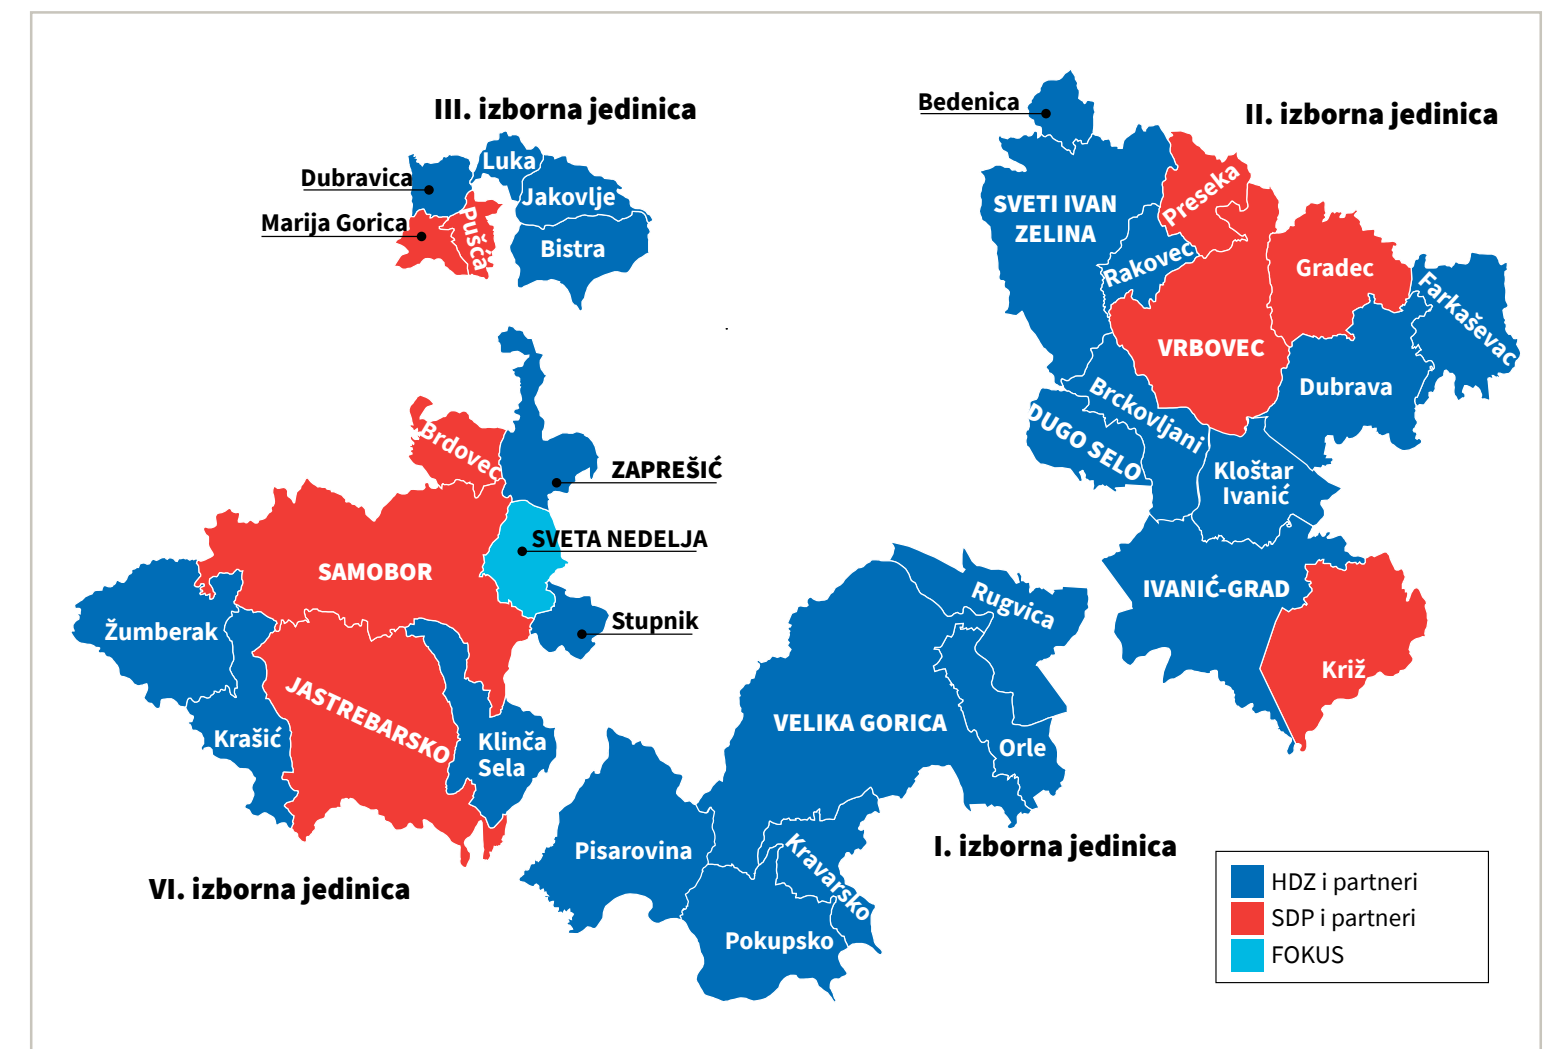 III. izborna jedinica
Dubravica
Luka
Jakovlje
Marija Gorica
Pušća
Bistra
II. izborna jedinica
Bedenica
SVETI IVAN
ZELINA
Preseka
Rakovec
Gradec
Farkaševac
VRBOVEC
Dubrava
Brckovljani
DUGO SELO
Kloštar
Ivanić
IVANIĆ-GRAD
Križ
Brdovec
ZAPREŠIĆ
SVETA NEDELJA
SAMOBOR
Stupnik
Žumberak
JASTREBARSKO
Krašić
Klinča
Sela
VI. izborna jedinica
Rugvica
VELIKA GORICA
Orle
Pisarovina
Kravarsko
Pokupsko
I. izborna jedinica
HDZ i partneri
SDP i partneri
FOKUS